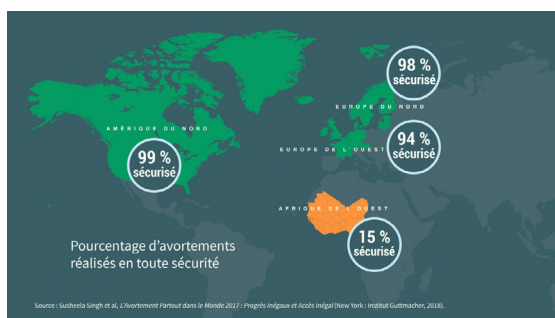 98 %
sécurisé
EUROPE DU NORD
AMÉRIQUE DU NORD
99 %
sécurisé
EUROPE DE L'OUEST
94 %
sécurisé
AFRIQUE DE L'OUEST
15 %
sécurisé
Pourcentage d'avortements
réalisés en toute sécurité
Source : Susheela Singh et al, L'Avortement Partout dans le Monde 2017 : Progrès Inégaux et Accès Inégal (New York : Institut Guttmacher, 2018).